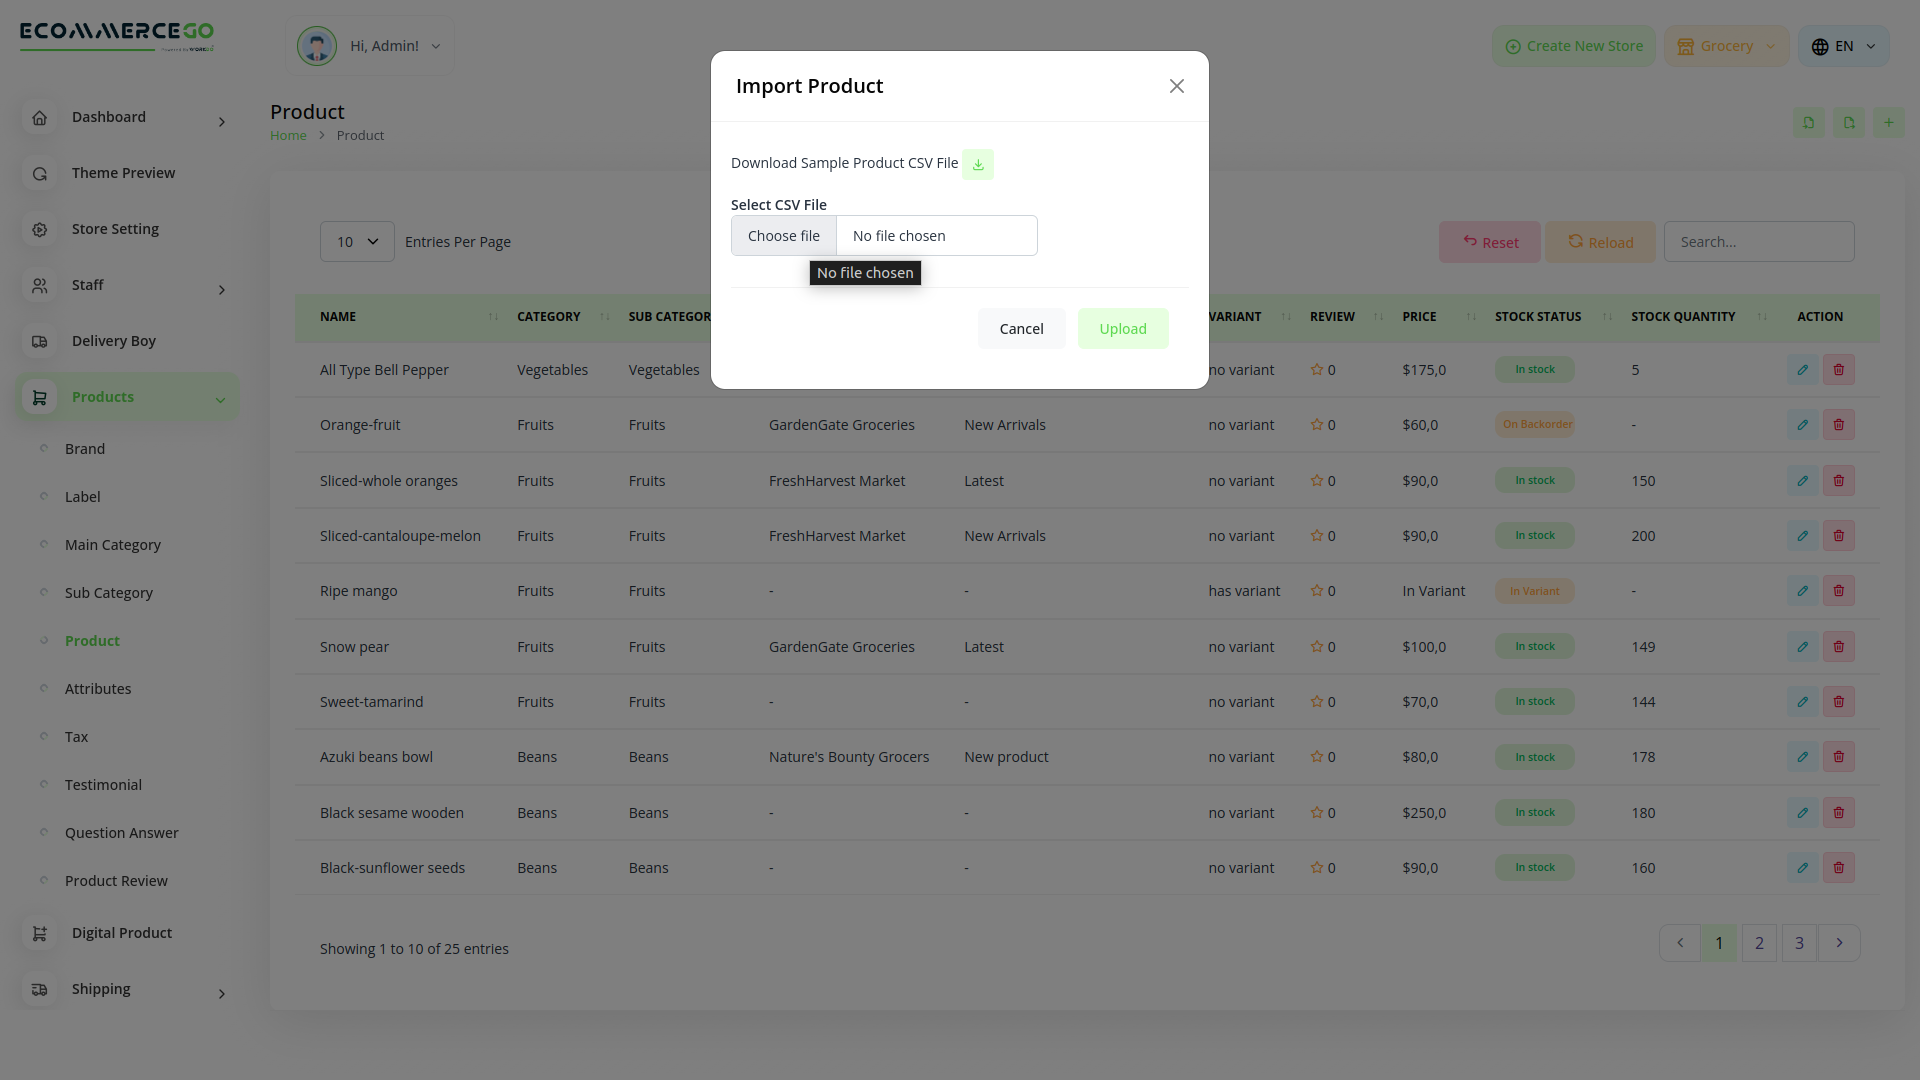 ECOMMERCEGO
Powered by WORKDO
Hi, Admin!
Create New Store
Grocery
EN
Dashboard
Theme Preview
Store Setting
Staff
Delivery Boy
Products
Brand
Label
Main Category
Sub Category
Product
Attributes
Tax
Testimonial
Question Answer
Product Review
Digital Product
Shipping
Product
Home > Product
Import Product
Download Sample Product CSV File
Select CSV File
Choose file No file chosen
No file chosen
Cancel Upload
10 Entries Per Page
Reset Reload Search...
NAME CATEGORY SUB CATEGOR VARIANT REVIEW PRICE STOCK STATUS STOCK QUANTITY ACTION
All Type Bell Pepper Vegetables Vegetables no variant 0 $175,0 In stock 5
Orange-fruit Fruits Fruits GardenGate Groceries New Arrivals no variant 0 $60,0 On Backorder -
Sliced-whole oranges Fruits Fruits FreshHarvest Market Latest no variant 0 $90,0 In stock 150
Sliced-cantaloupe-melon Fruits Fruits FreshHarvest Market New Arrivals no variant 0 $90,0 In stock 200
Ripe mango Fruits Fruits - - has variant 0 In Variant In Variant -
Snow pear Fruits Fruits GardenGate Groceries Latest no variant 0 $100,0 In stock 149
Sweet-tamarind Fruits Fruits - - no variant 0 $70,0 In stock 144
Azuki beans bowl Beans Beans Nature's Bounty Grocers New product no variant 0 $80,0 In stock 178
Black sesame wooden Beans Beans - - no variant 0 $250,0 In stock 180
Black-sunflower seeds Beans Beans - - no variant 0 $90,0 In stock 160
Showing 1 to 10 of 25 entries
1 2 3